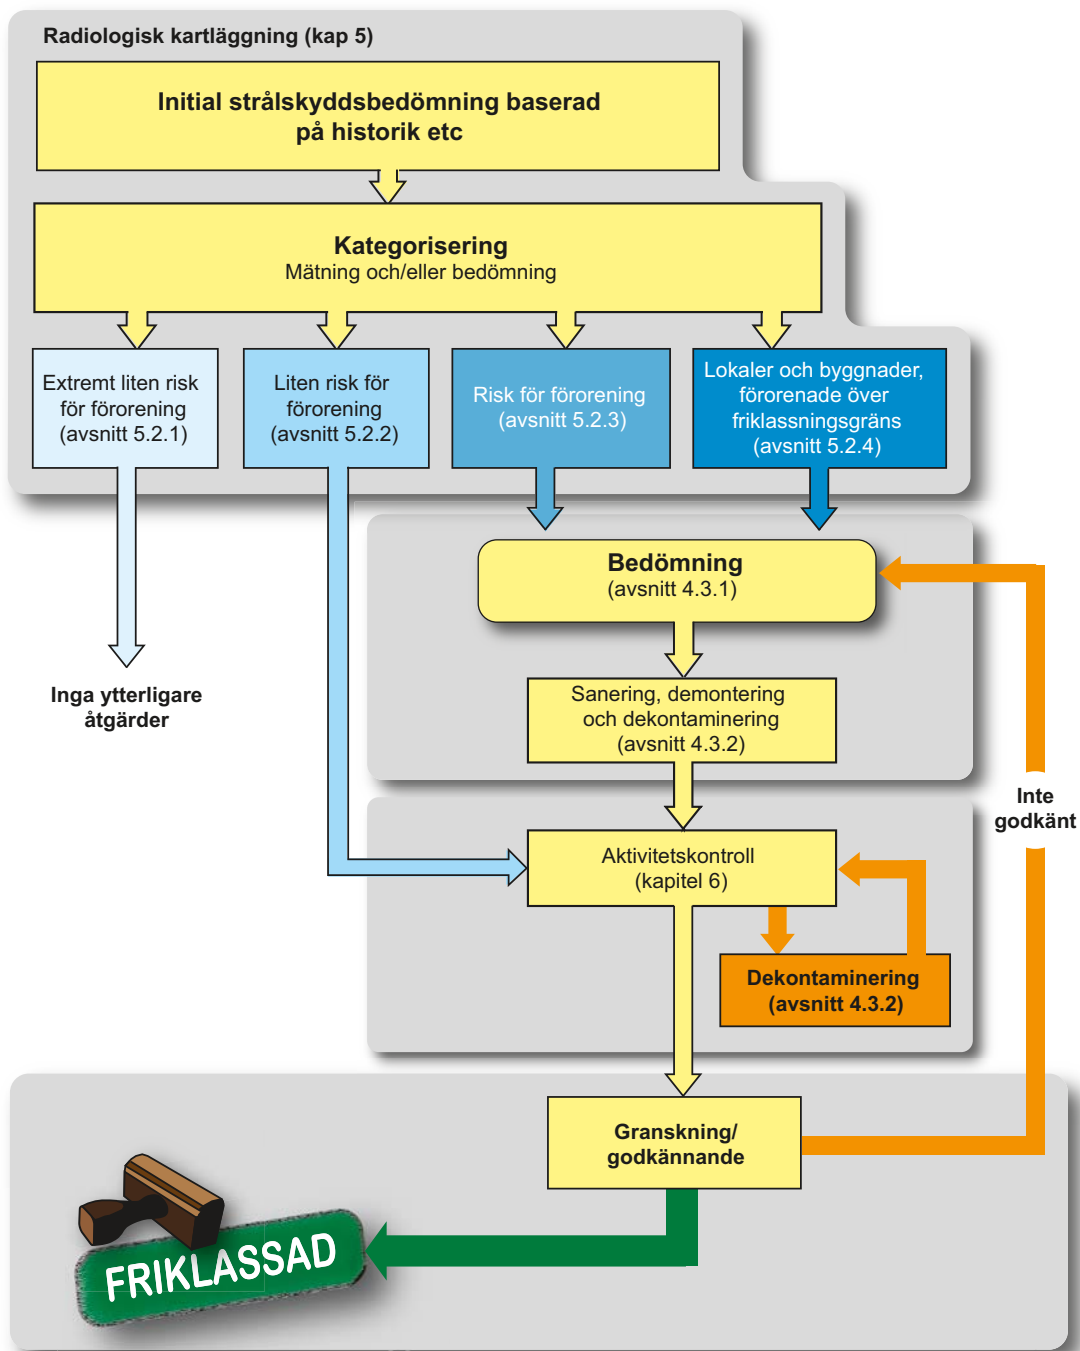 Radiologisk kartläggning (kap 5)
Initial strålskyddsbedömning baserad
på historik etc
Kategorisering
Mätning och/eller bedömning
Extremt liten risk
för förorening
(avsnitt 5.2.1)
Liten risk för
förorening
(avsnitt 5.2.2)
Risk för förorening
(avsnitt 5.2.3)
Lokaler och byggnader,
förorenade över
friklassningsgräns
(avsnitt 5.2.4)
Bedömning
(avsnitt 4.3.1)
Inga ytterligare
åtgärder
Sanering, demontering
och dekontaminering
(avsnitt 4.3.2)
Inte
godkänt
Aktivitetskontroll
(kapitel 6)
Dekontaminering
(avsnitt 4.3.2)
Granskning/
godkännande
FRIKLASSAD